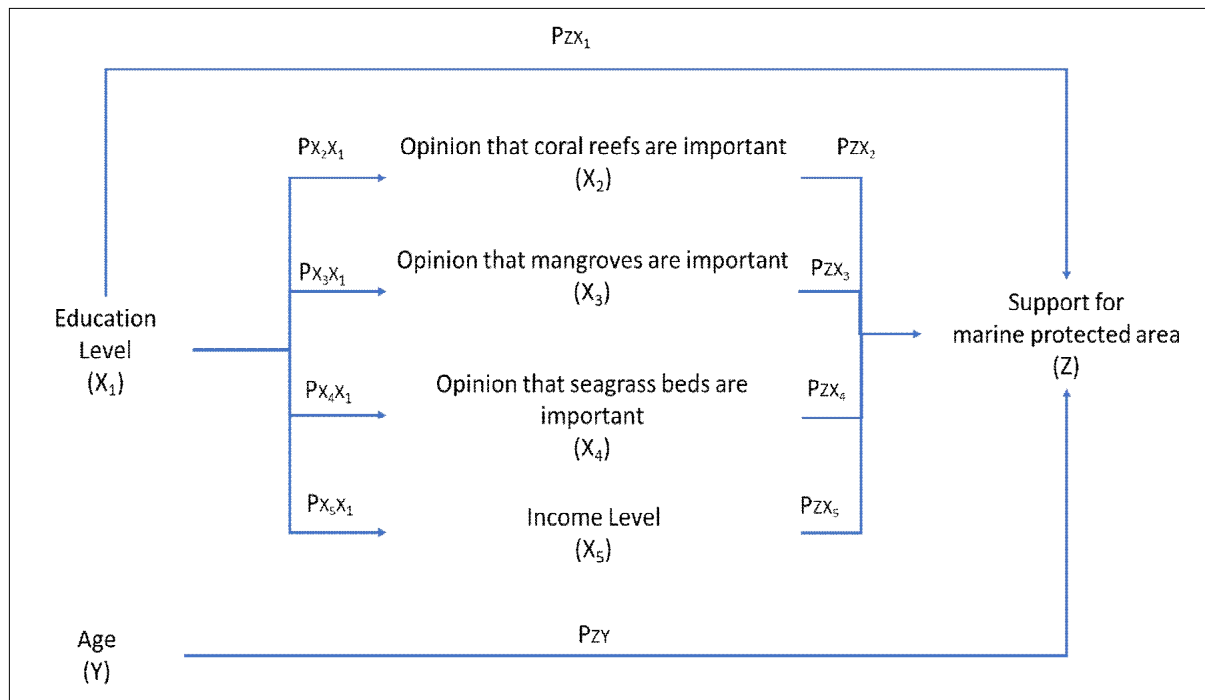 PZX₁
PX₂X₁
Opinion that coral reefs are important
(X₂)
PZX₂
PX₃X₁
Opinion that mangroves are important
(X₃)
PZX₃
Education
Level
(X₁)
Support for
marine protected area
(Z)
PX₄X₁
Opinion that seagrass beds are
important
(X₄)
PZX₄
PX₅X₁
Income Level
(X₅)
PZX₅
Age
(Y)
PZY